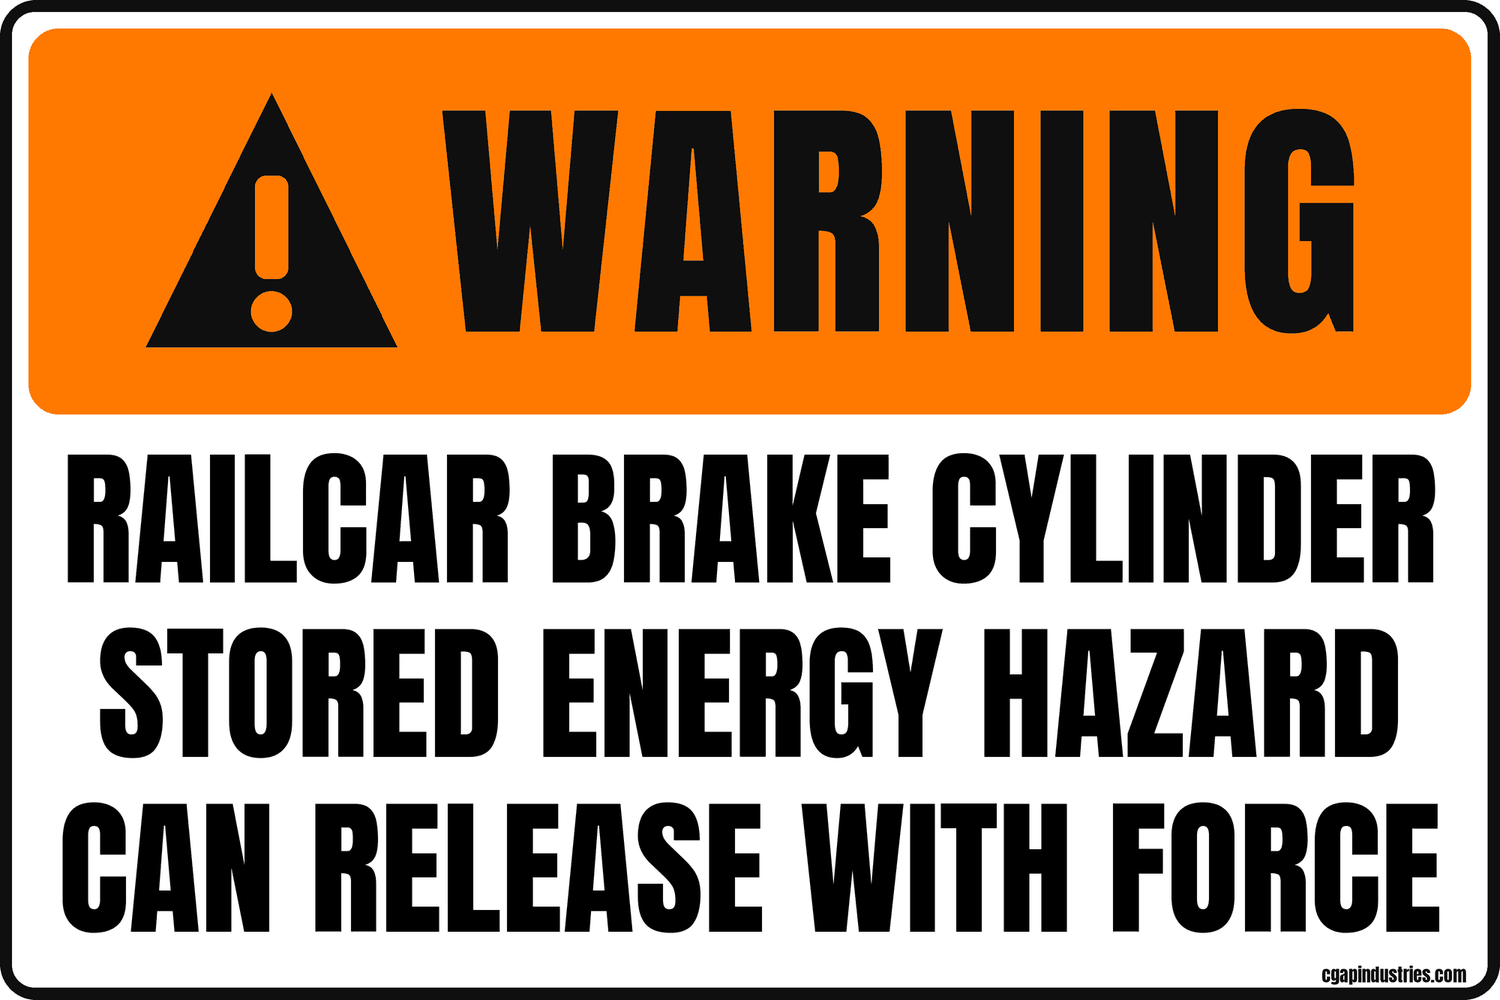 WARNING
RAILCAR BRAKE CYLINDER
STORED ENERGY HAZARD
CAN RELEASE WITH FORCE
cgapindustries.com